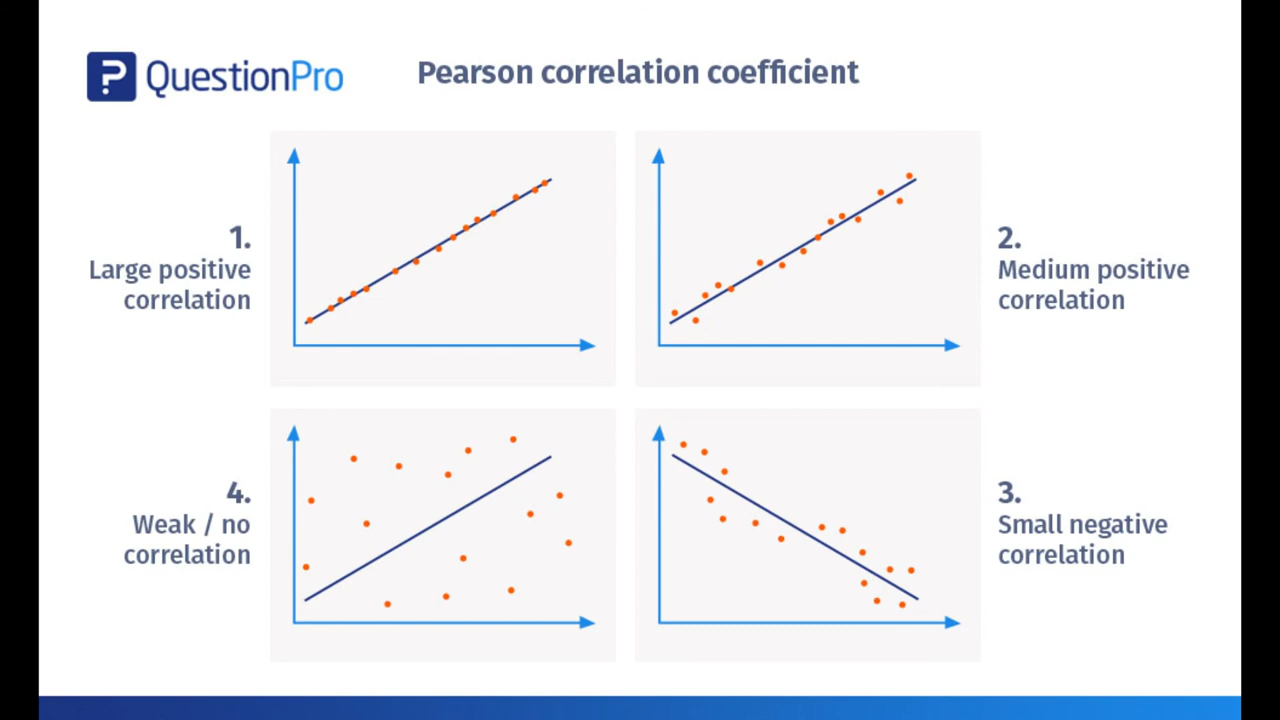 QuestionPro
Pearson correlation coefficient
1.
Large positive
correlation
2.
Medium positive
correlation
4.
Weak / no
correlation
3.
Small negative
correlation